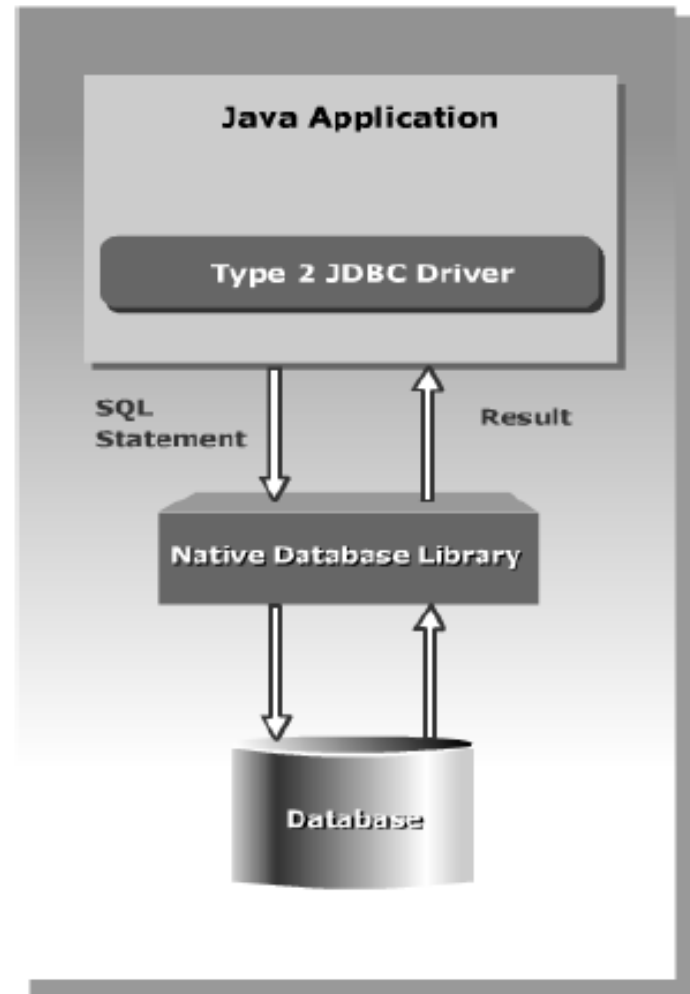 Java Application
Type 2 JDBC Driver
SQL
Statement
Result
Native Database Library
Database